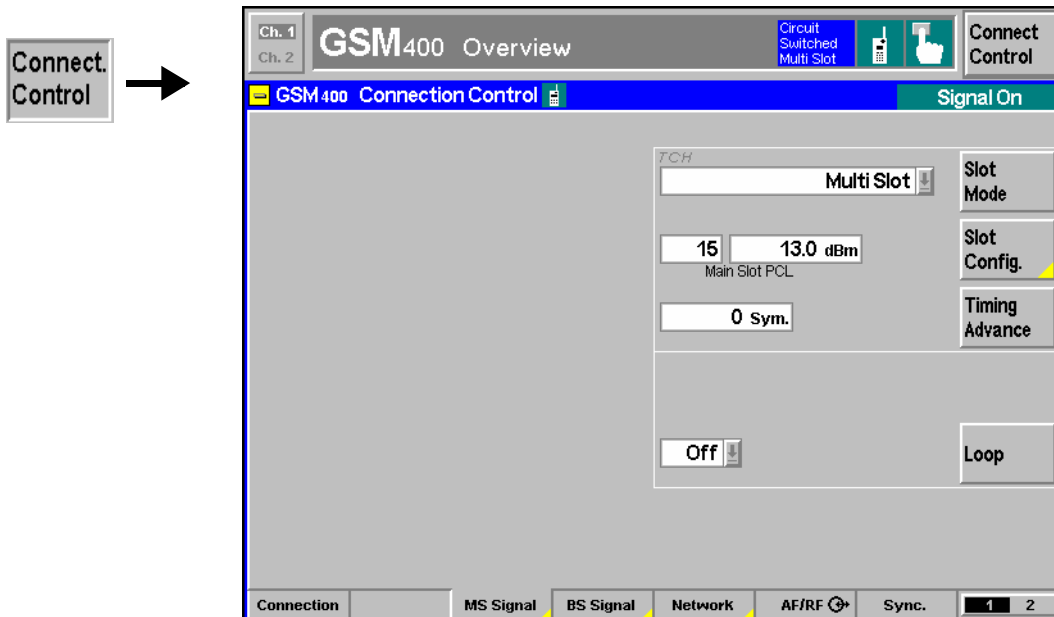 Connect.
Control
Ch. 1
Ch. 2
GSM400 Overview
Circuit
Switched
Multi Slot
Connect
Control
GSM 400 Connection Control
Signal On
TCH
Multi Slot
Slot
Mode
15 13.0 dBm
Main Slot PCL
Slot
Config.
0 Sym.
Timing
Advance
Off
Loop
Connection MS Signal BS Signal Network AF/RF Sync. 1 2